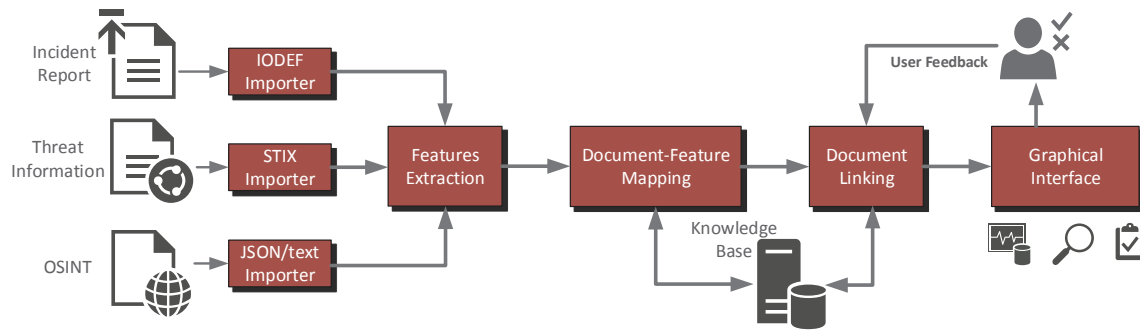 Incident
Report
IODEF
Importer
User Feedback
Threat
Information
STIX
Importer
Features
Extraction
Document-Feature
Mapping
Document
Linking
Graphical
Interface
Knowledge
Base
OSINT
JSON/text
Importer